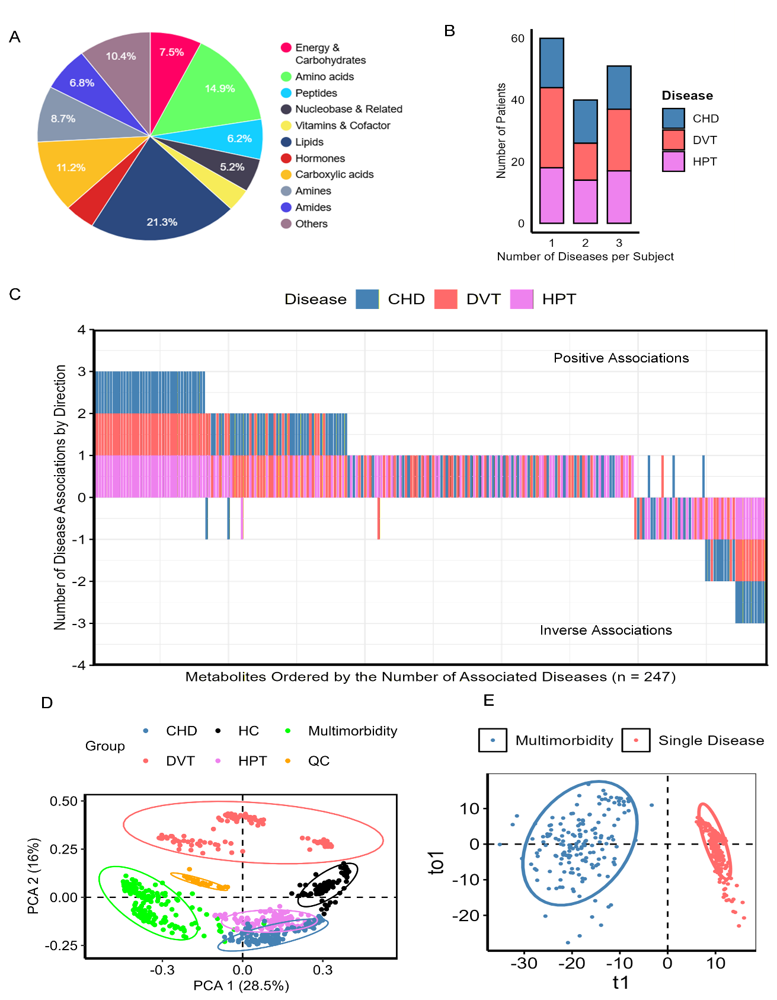 A
7.5%
14.9%
6.2%
5.2%
21.3%
11.2%
8.7%
6.8%
10.4%
Energy &
Carbohydrates
Amino acids
Peptides
Nucleobase & Related
Vitamins & Cofactor
Lipids
Hormones
Carboxylic acids
Amines
Amides
Others
B
Number of Patients
60
40
20
0
1 2 3
Number of Diseases per Subject
Disease
CHD
DVT
HPT
C
Disease CHD DVT HPT
Number of Disease Associations by Direction
4
3
2
1
0
-1
-2
-3
-4
Positive Associations
Inverse Associations
Metabolites Ordered by the Number of Associated Diseases (n = 247)
D
Group
CHD HC Multimorbidity
DVT HPT QC
PCA 2 (16%)
0.50
0.25
0.00
-0.25
-0.3 0.0 0.3
PCA 1 (28.5%)
E
Multimorbidity Single Disease
to1
10
0
-10
-20
-30 -20 -10 0 10
t1